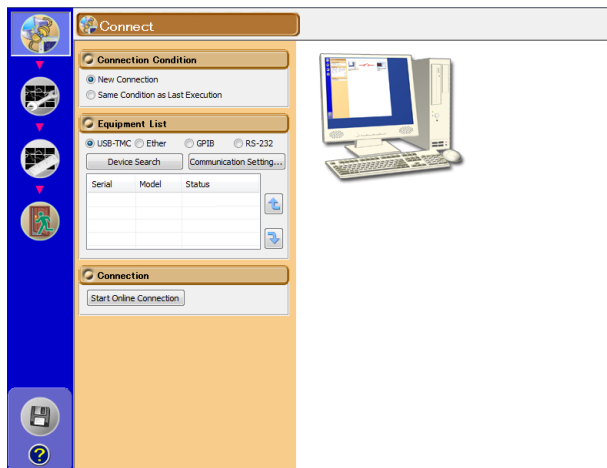 Connect
Connection Condition
New Connection
Same Condition as Last Execution
Equipment List
USB-TMC Ether GPIB RS-232
Device Search Communication Setting...
Serial Model Status
Connection
Start Online Connection
?